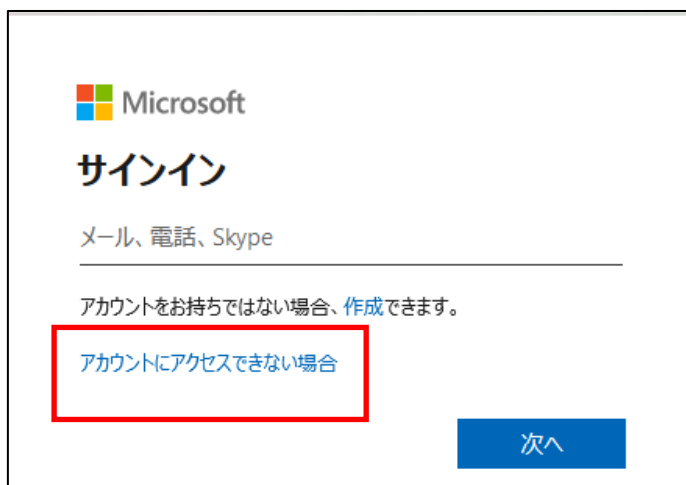 Microsoft
サインイン
メール、電話、Skype
アカウントをお持ちではない場合、作成できます。
アカウントにアクセスできない場合
次へ